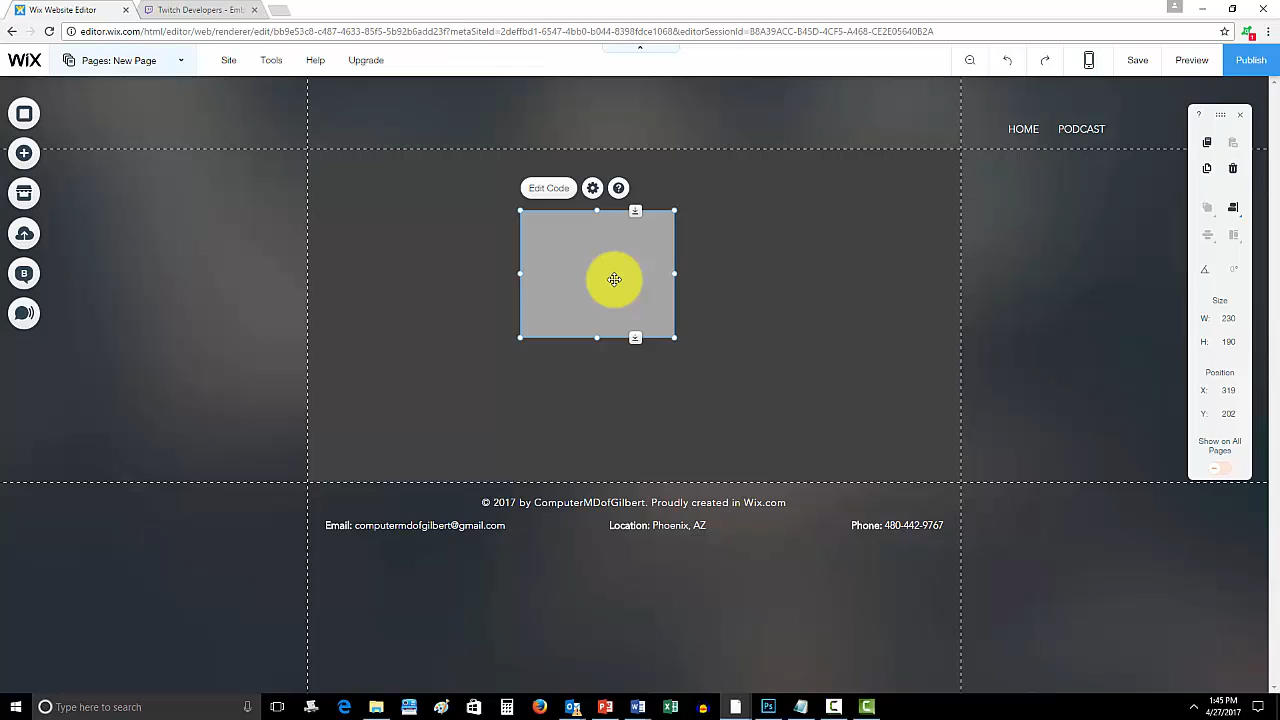 Wix Website Editor
Twitch Developers - Emb
editor.wix.com/html/editor/web/renderer/edit/bb9e53c8-c487-4633-85f5-5b92b6add23f?metaSiteId=2deffbd1-6547-4bb0-b044-8398fdce1068&editorSessionId=B8A39ACC-B45D-4CF5-A468-CE2E05640B2A
WiX
Pages: New Page
Site
Tools
Help
Upgrade
Save
Preview
Publish
HOME
PODCAST
Edit Code
?
?
0°
Size
W: 230
H: 190
Position
X: 319
Y: 202
Show on All
Pages
© 2017 by ComputerMDofGilbert. Proudly created in Wix.com
Email: computermdofgilbert@gmail.com
Location: Phoenix, AZ
Phone: 480-442-9767
Type here to search
1:45 PM
4/27/2017